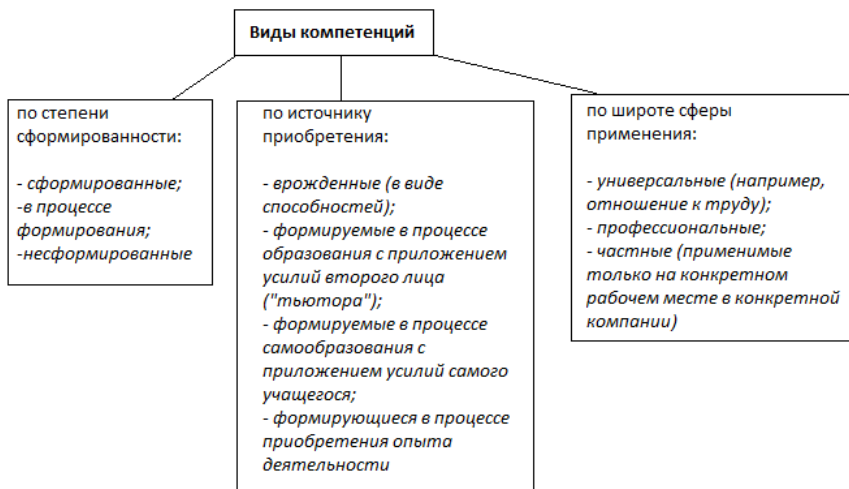 Виды компетенций
по степени
сформированности:
- сформированные;
-в процессе
формирования;
-несформированные
по источнику
приобретения:
- врожденные (в виде
способностей);
- формируемые в процессе
образования с приложением
усилий второго лица
("тьютора");
- формируемые в процессе
самообразования с
приложением усилий самого
учащегося;
- формирующиеся в процессе
приобретения опыта
деятельности
по широте сферы
применения:
- универсальные (например,
отношение к труду);
- профессиональные;
- частные (применимые
только на конкретном
рабочем месте в конкретной
компании)